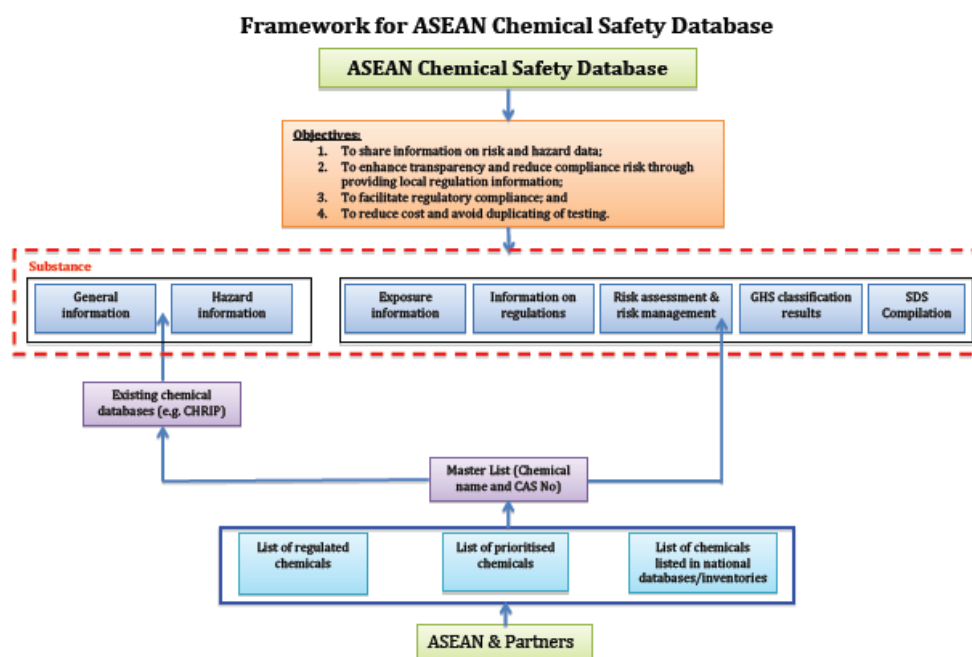 Framework for ASEAN Chemical Safety Database
ASEAN Chemical Safety Database
Objectives:
1. To share information on risk and hazard data;
2. To enhance transparency and reduce compliance risk through
providing local regulation information;
3. To facilitate regulatory compliance; and
4. To reduce cost and avoid duplicating of testing.
Substance
General
information
Hazard
information
Exposure
information
Information on
regulations
Risk assessment &
risk management
GHS classification
results
SDS
Compilation
Existing chemical
databases (e.g. CHRIP)
Master List (Chemical
name and CAS No)
List of regulated
chemicals
List of prioritised
chemicals
List of chemicals
listed in national
databases/inventories
ASEAN & Partners